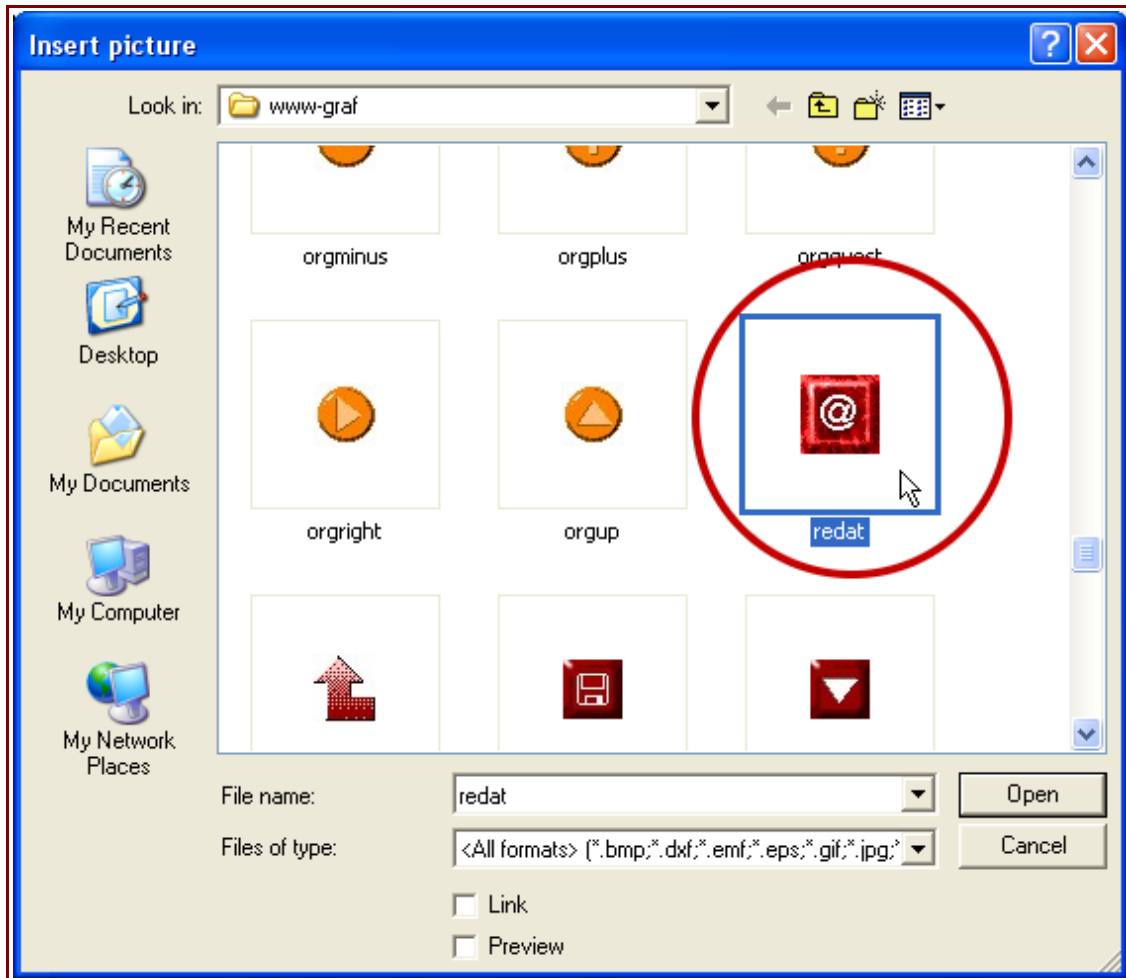 Insert picture
Look in: www-graf
My Recent
Documents
Desktop
My Documents
My Computer
My Network
Places
orgminus orgplus orgquest
orgright orgup redat
@
File name: redat Open
Files of type: <All formats> (*.bmp;*.dxf;*.emf;*.eps;*.gif;*.jpg;* Cancel
Link
Preview